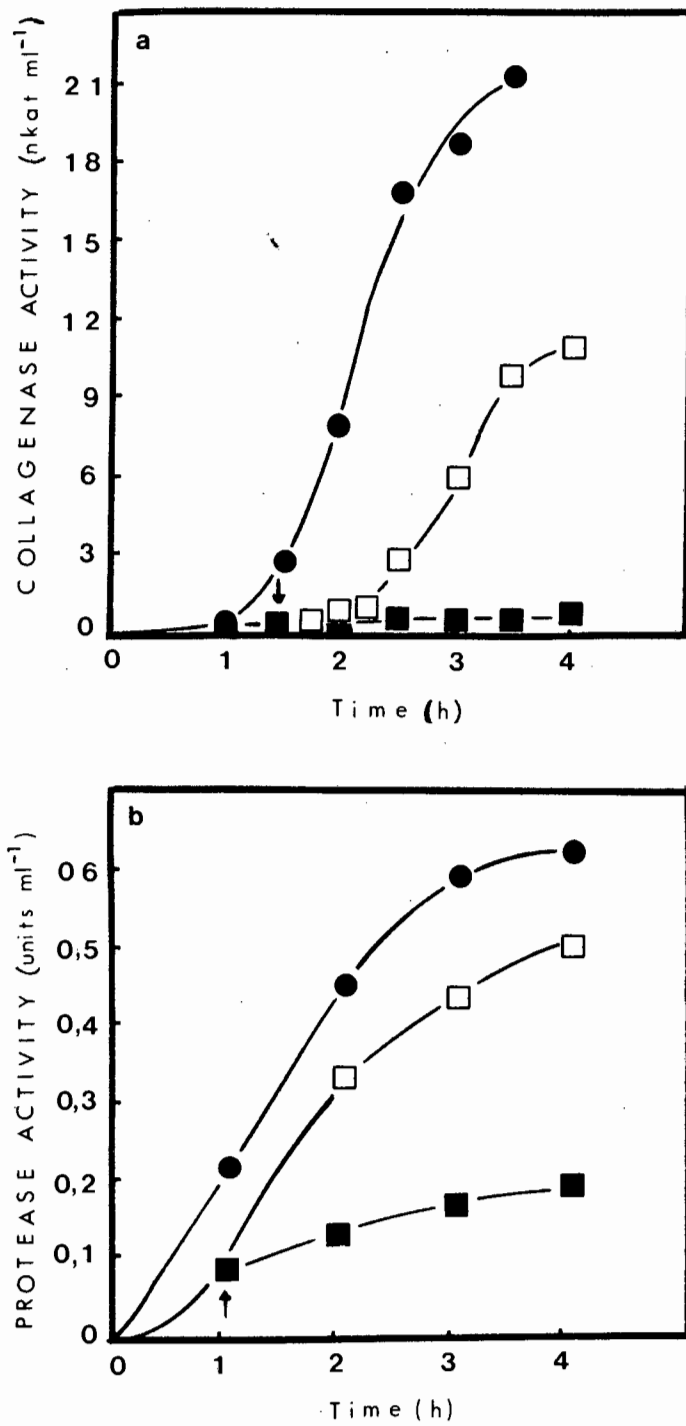 a
COLLAGENASE ACTIVITY (nkat ml⁻¹)
21
18
15
12
9
6
3
0
0 1 2 3 4
Time (h)
b
PROTEASE ACTIVITY (units ml⁻¹)
06
0,5
0,4
0,3
0,2
0,1
0
0 1 2 3 4
Time (h)